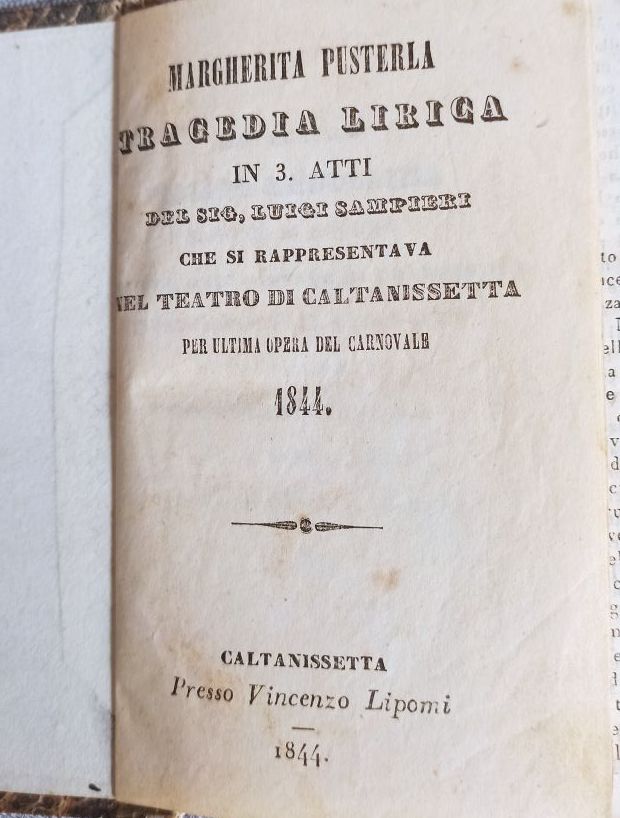 MARGHERITA PUSTERLA
TRAGEDIA LIRICA
IN 3. ATTI
DEL SIG, LUIGI SAMPIERI
CHE SI RAPPRESENTAVA
NEL TEATRO DI CALTANISSETTA
PER ULTIMA OPERA DEL CARNOVALE
1844.
CALTANISSETTA
Presso Vincenzo Lipomi
1844.